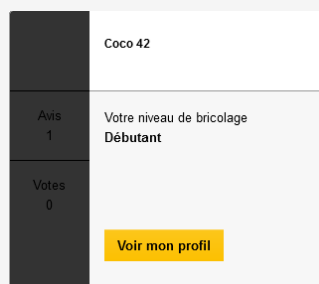 Coco 42
Avis
1
Votre niveau de bricolage
Débutant
Votes
0
Voir mon profil